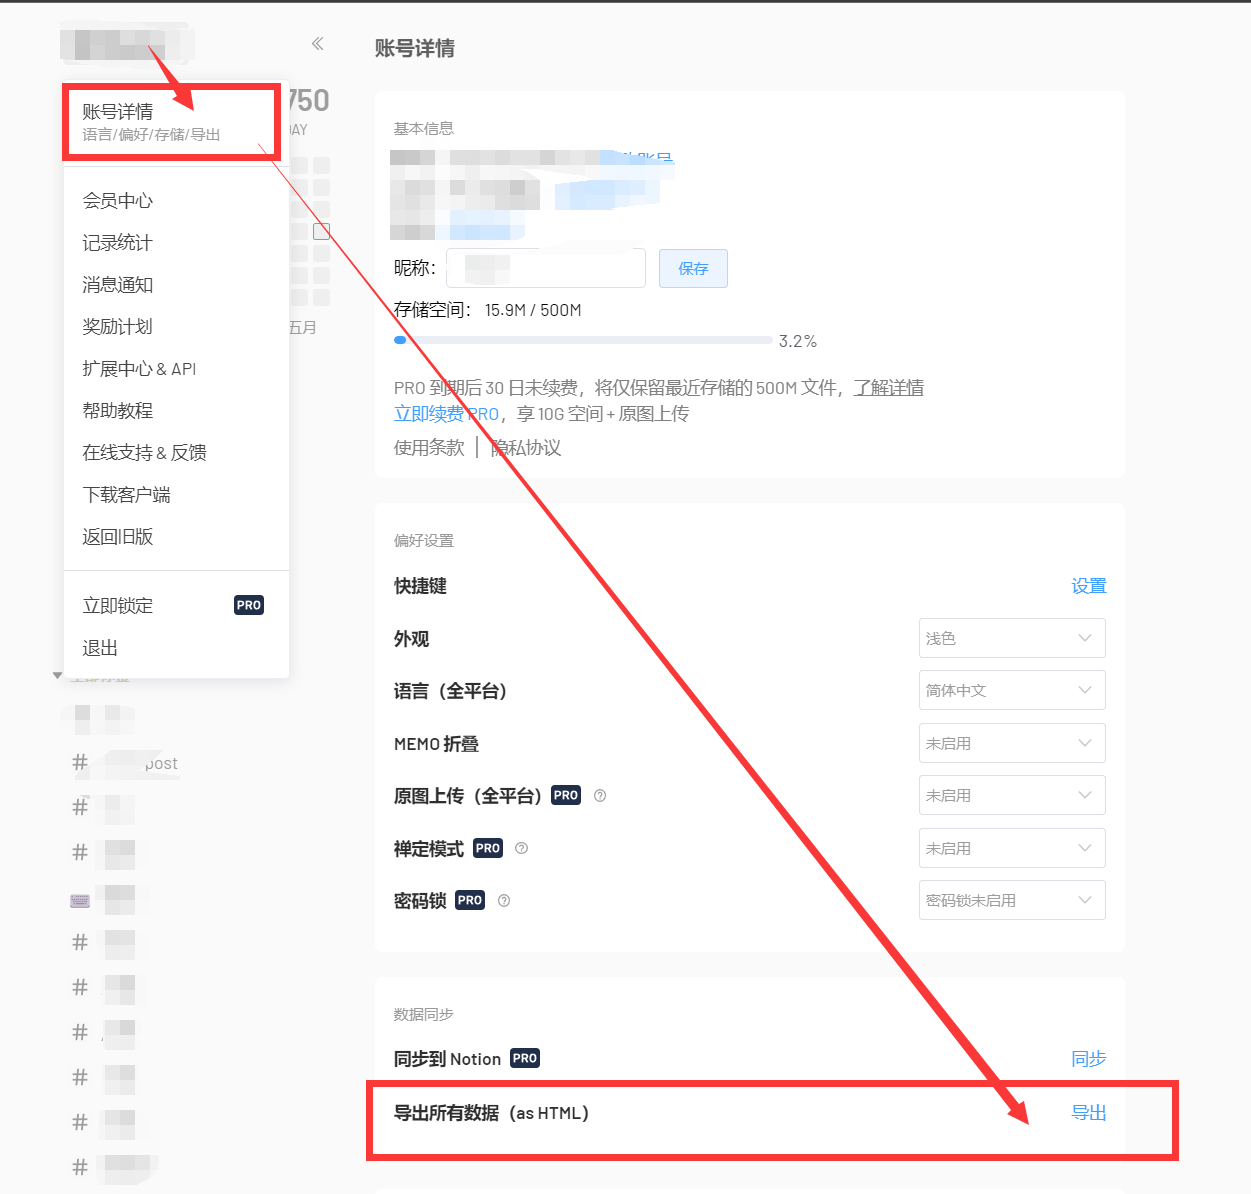 账号详情
语言/偏好/存储/导出
750
DAY
会员中心
记录统计
消息通知
奖励计划
扩展中心 & API
帮助教程
在线支持 & 反馈
下载客户端
返回旧版
立即锁定 PRO
退出
五月
# post
#
#
#
#
#
#
#
#
账号详情
基本信息
昵称：
保存
存储空间： 15.9M / 500M
3.2%
PRO 到期后 30 日未续费，将仅保留最近存储的 500M 文件，了解详情
立即续费 PRO，享 10G 空间 + 原图上传
使用条款 | 隐私协议
偏好设置
快捷键 设置
外观 浅色
语言（全平台） 简体中文
MEMO 折叠 未启用
原图上传（全平台） PRO 未启用
禅定模式 PRO 未启用
密码锁 PRO 密码锁未启用
数据同步
同步到 Notion PRO 同步
导出所有数据（as HTML） 导出